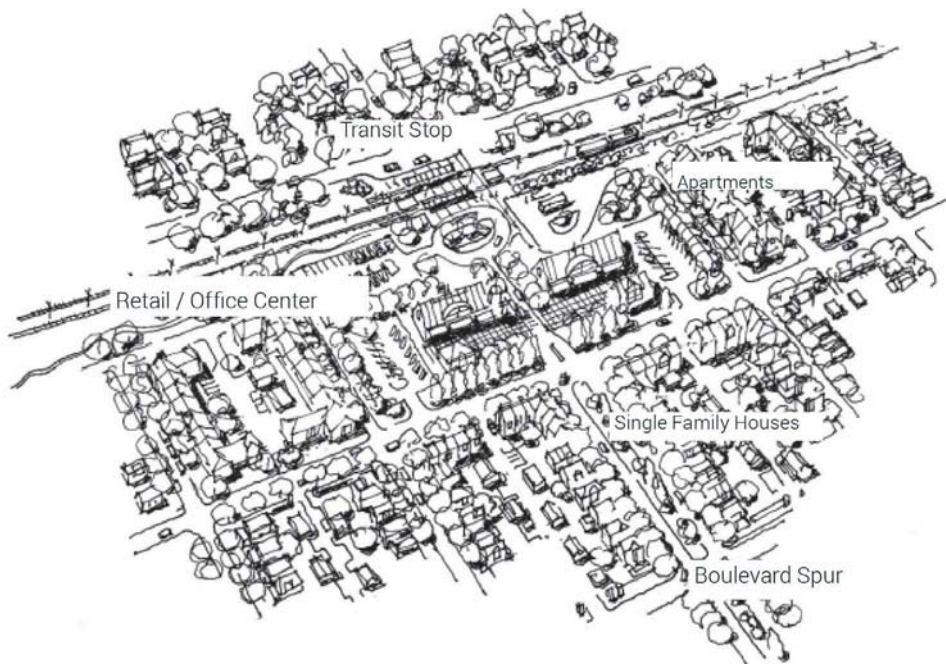 Transit Stop
Apartments
Retail / Office Center
Single Family Houses
Boulevard Spur